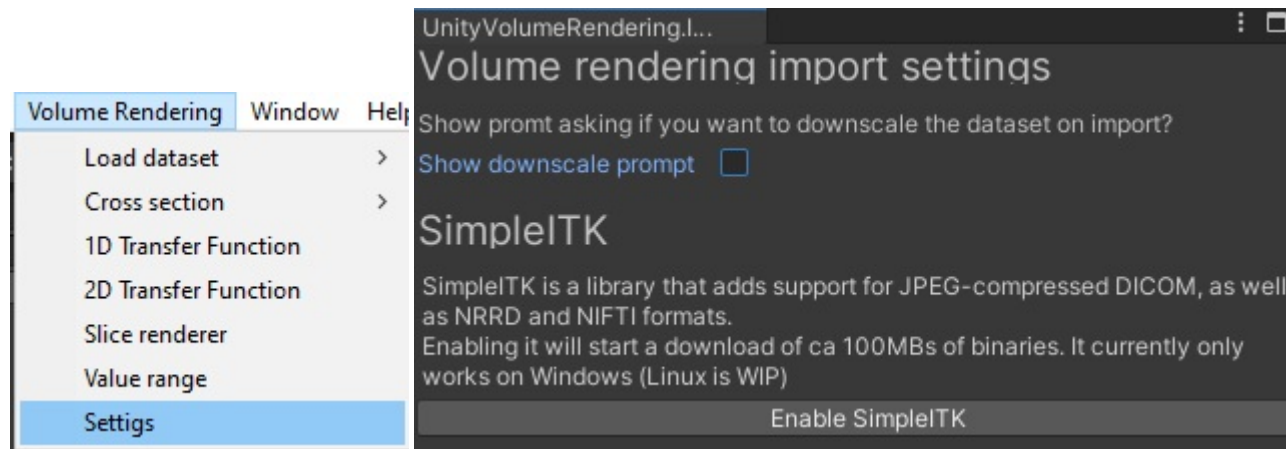 Volume Rendering Window Help
Load dataset >
Cross section >
1D Transfer Function
2D Transfer Function
Slice renderer
Value range
Settigs
UnityVolumeRendering.I...
Volume rendering import settings
Show promt asking if you want to downscale the dataset on import?
Show downscale prompt
SimpleITK
SimpleITK is a library that adds support for JPEG-compressed DICOM, as well
as NRRD and NIFTI formats.
Enabling it will start a download of ca 100MBs of binaries. It currently only
works on Windows (Linux is WIP)
Enable SimpleITK